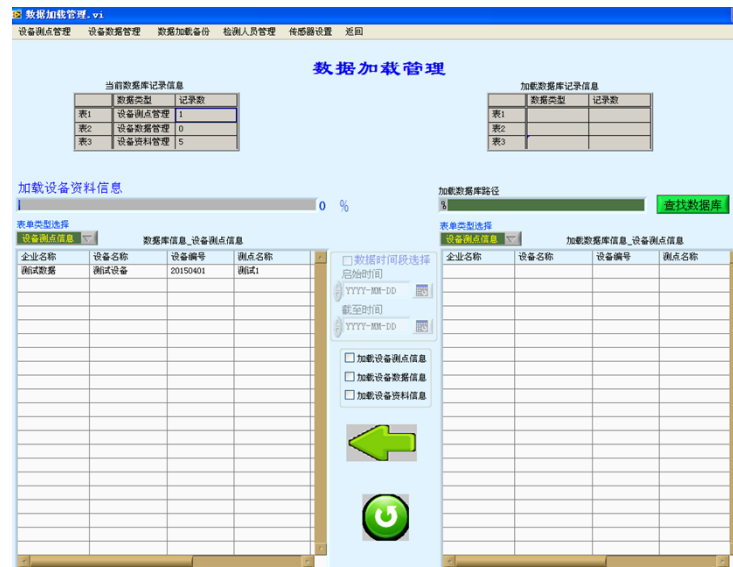 数据加载管理.vi
设备测点管理 设备数据管理 数据加载备份 检测人员管理 传感器设置 返回
数据加载管理
当前数据库记录信息
数据类型 记录数
表1 设备测点管理 1
表2 设备数据管理 0
表3 设备资料管理 5
加载数据库记录信息
数据类型 记录数
表1
表2
表3
加载设备资料信息
0 %
加载数据库路径
查找数据库
表单类型选择
设备测点信息 数据库信息_设备测点信息
企业名称 设备名称 设备编号 测点名称
测试数据 测试设备 20150401 测试1
数据时间段选择
启始时间
YYYY-MM-DD
截至时间
YYYY-MM-DD
加载设备测点信息
加载设备数据信息
加载设备资料信息
表单类型选择
设备测点信息 加载数据库信息_设备测点信息
企业名称 设备名称 设备编号 测点名称